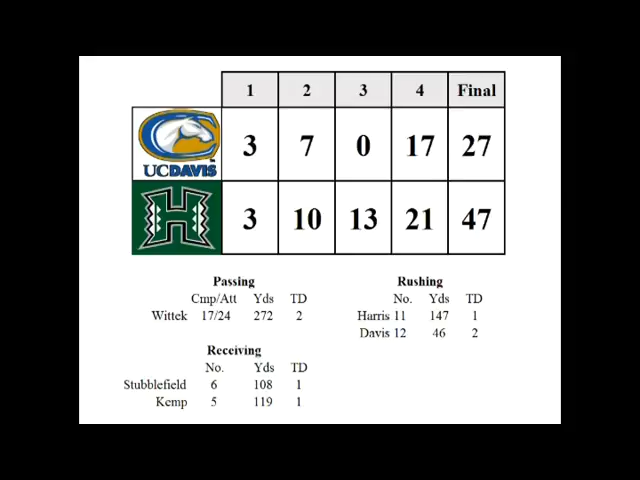 1 2 3 4 Final
UCDAVIS 3 7 0 17 27
H 3 10 13 21 47
Passing
Cmp/Att Yds TD
Wittek 17/24 272 2
Rushing
No. Yds TD
Harris 11 147 1
Davis 12 46 2
Receiving
No. Yds TD
Stubblefield 6 108 1
Kemp 5 119 1